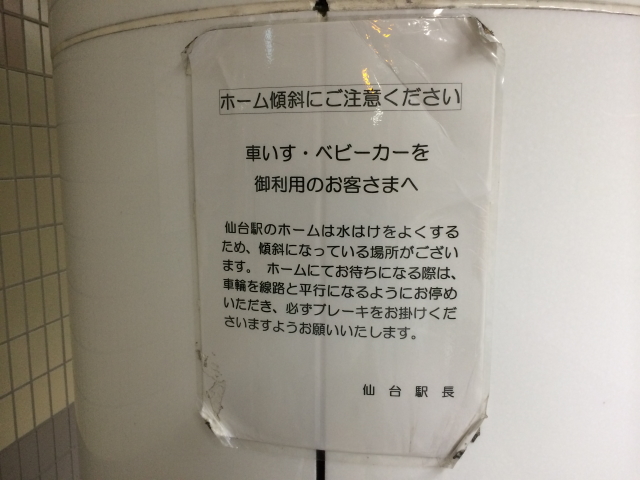 ホーム傾斜にご注意ください
車いす・ベビーカーを
御利用のお客さまへ
仙台駅のホームは水はけをよくする
ため、傾斜になっている場所がござい
ます。 ホームにてお待ちになる際は、
車輪を線路と平行になるようにお停め
いただき、必ずブレーキをお掛けくだ
さいますようお願いいたします。
仙台駅長